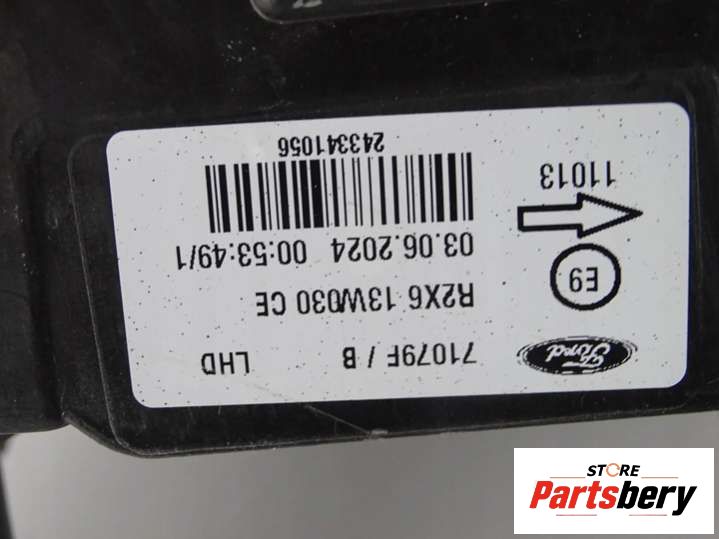 Ford
71079F / B LHD
E9
R2X6 13W030 CE
03.06.2024 00:53:49/1
11013
243341056
STORE
Partsbery